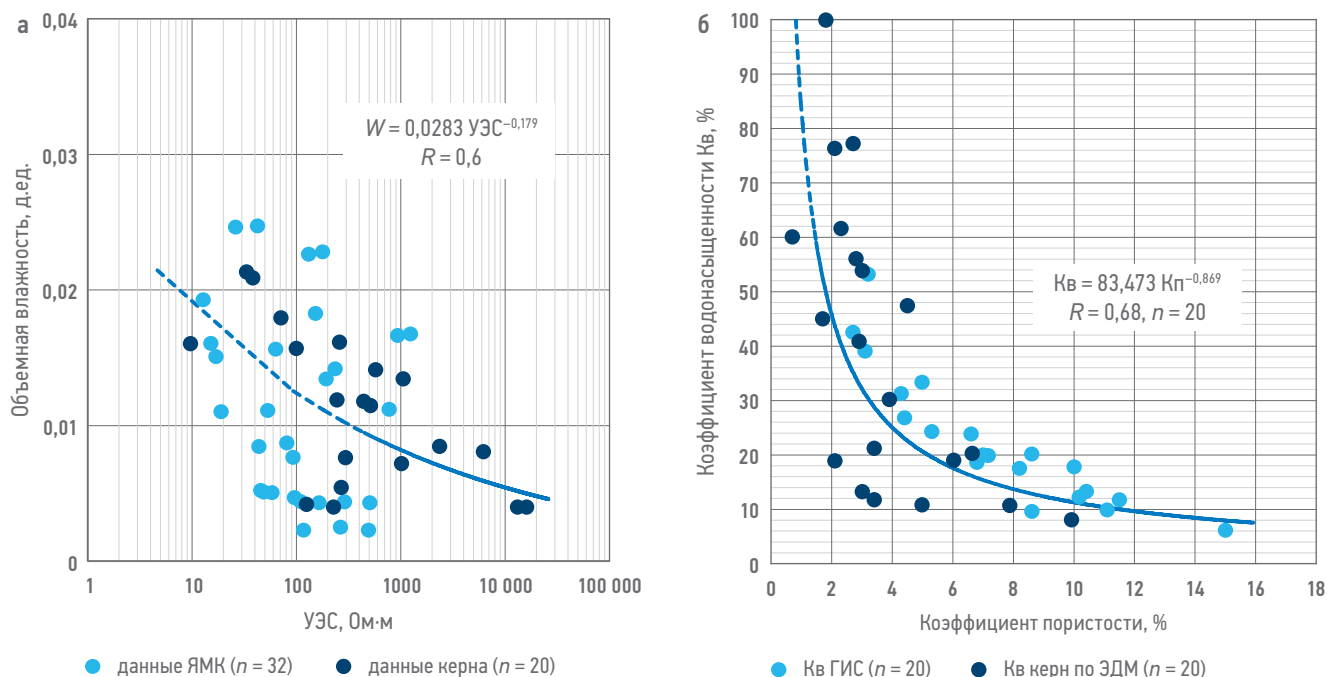 а
0,04
0,03
0,02
0,01
0
Объемная влажность, д.ед.
W = 0,0283 УЭС⁻⁰,¹⁷⁹
R = 0,6
1 10 100 1000 10 000 100 000
УЭС, Ом·м
данные ЯМК (n = 32) данные керна (n = 20)
б
100
90
80
70
60
50
40
30
20
10
0
Коэффициент водонасыщенности Кв, %
Кв = 83,473 Кп⁻⁰,⁸⁶⁹
R = 0,68, n = 20
0 2 4 6 8 10 12 14 16 18
Коэффициент пористости, %
Кв ГИС (n = 20) Кв керн по ЭДМ (n = 20)